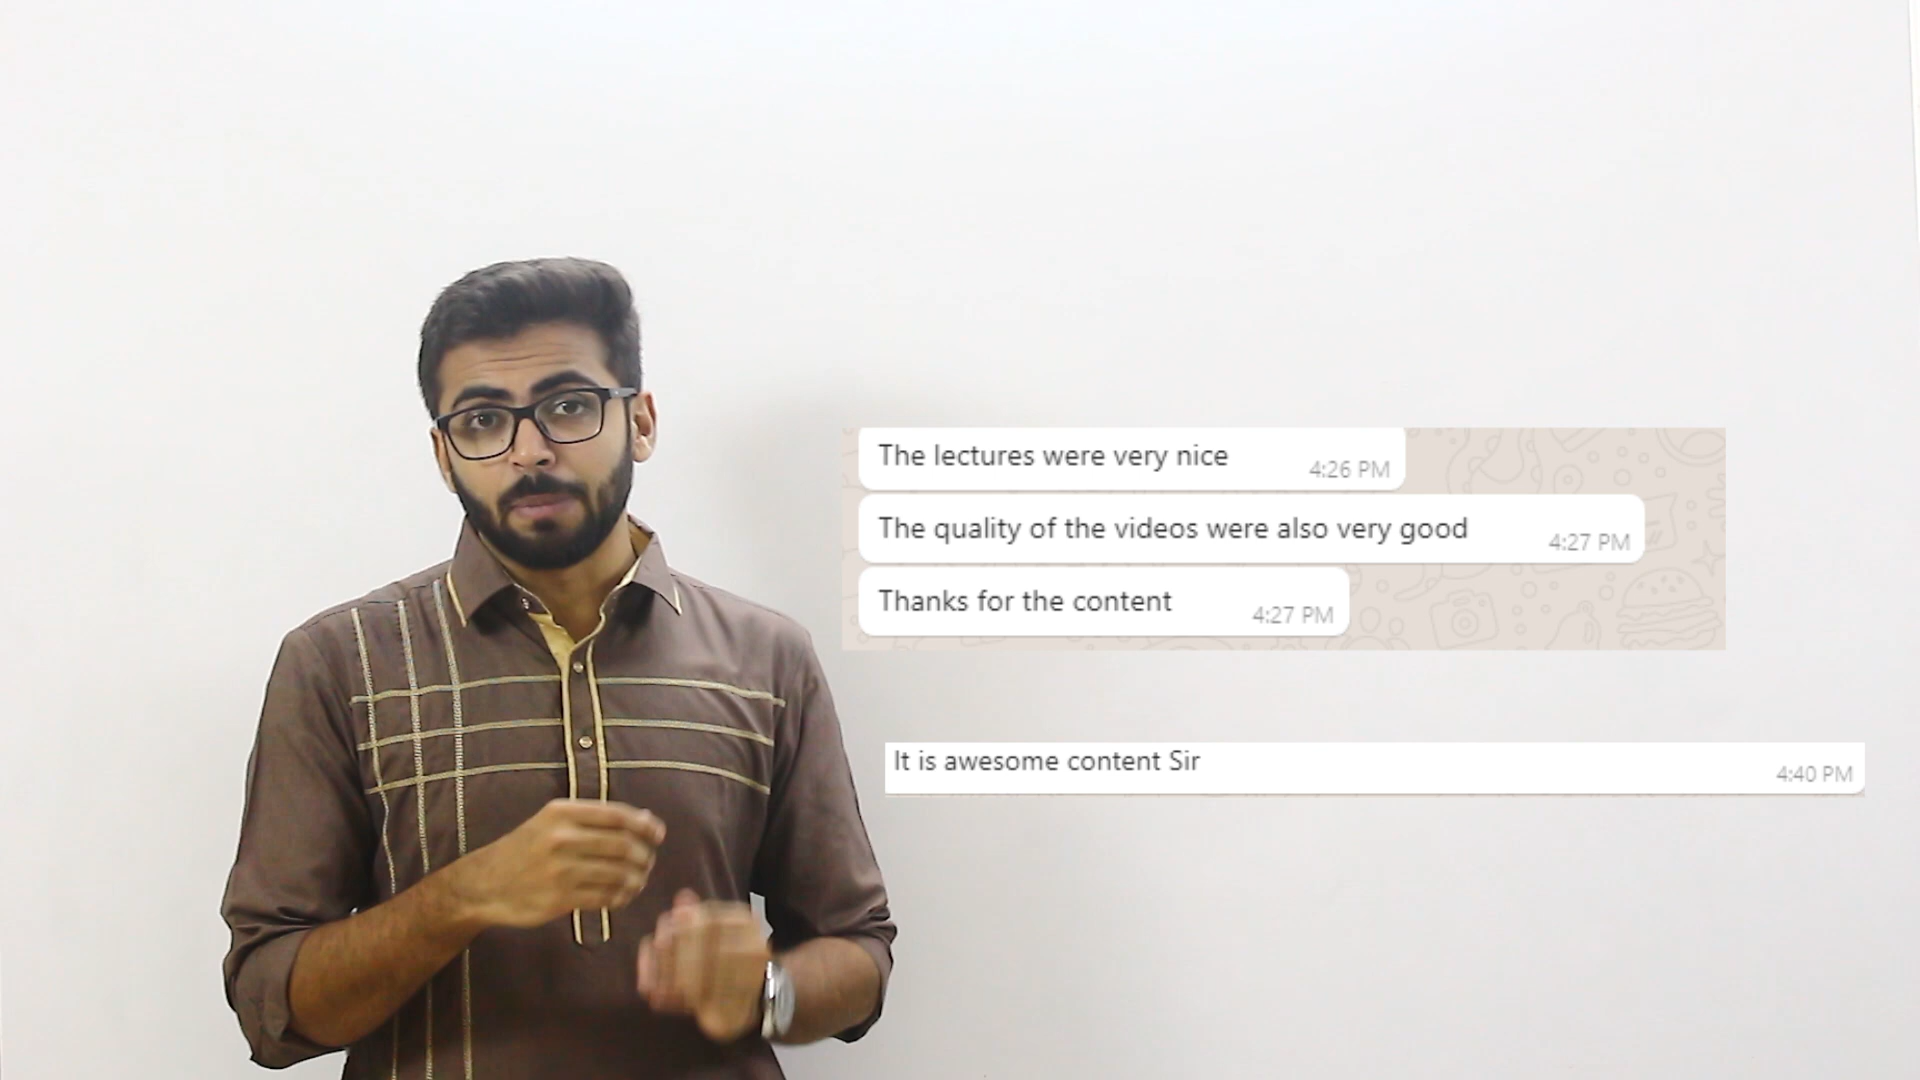 The lectures were very nice 4:26 PM
The quality of the videos were also very good 4:27 PM
Thanks for the content 4:27 PM
It is awesome content Sir 4:40 PM